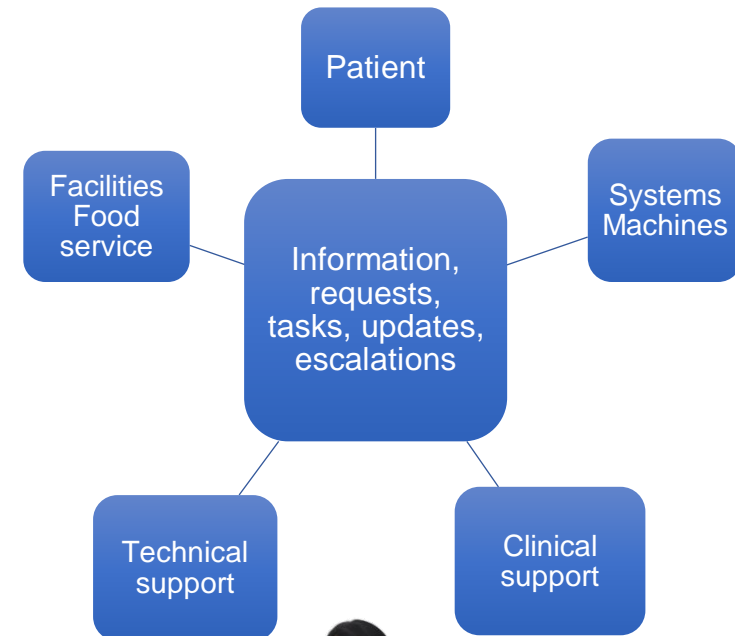 Patient
Facilities
Food
service
Systems
Machines
Information,
requests,
tasks, updates,
escalations
Technical
support
Clinical
support